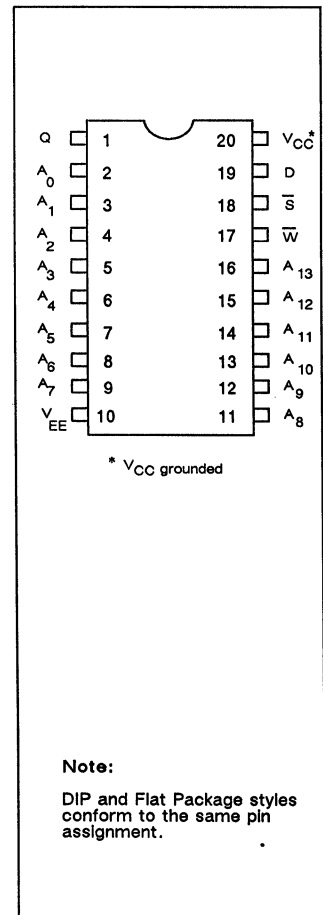 Q 1 20 VCC*
A0 2 19 D
A1 3 18 S̅
A2 4 17 W̅
A3 5 16 A13
A4 6 15 A12
A5 7 14 A11
A6 8 13 A10
A7 9 12 A9
VEE 10 11 A8
* VCC grounded
Note:
DIP and Flat Package styles
conform to the same pin
assignment.